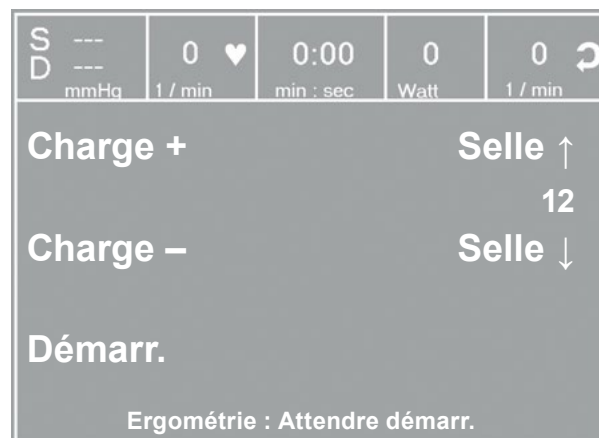 S --- 0 ♥ 0:00 0 0
D ---
mmHg 1 / min min : sec Watt 1 / min
Charge + Selle ↑
12
Charge – Selle ↓
Démarr.
Ergométrie : Attendre démarr.